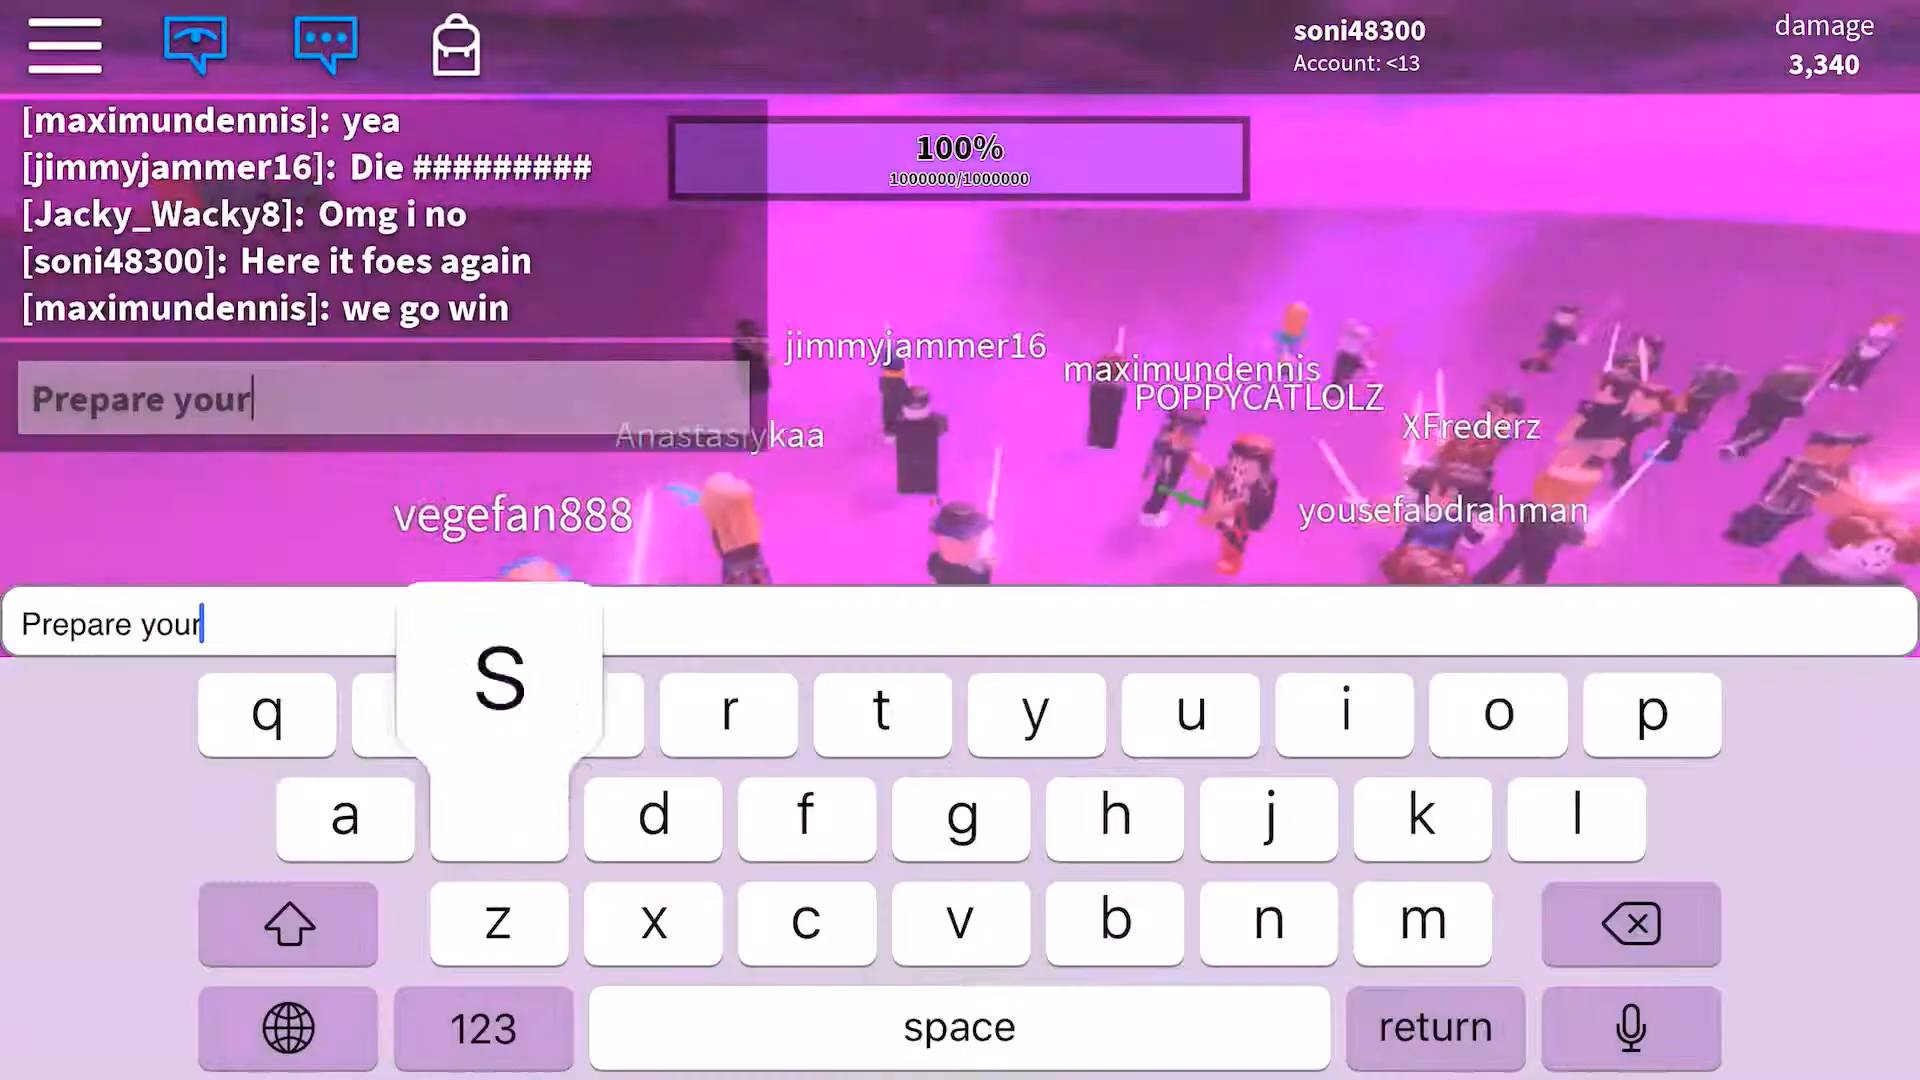 soni48300
Account: <13
damage
3,340
[maximundennis]: yea
[jimmyjammer16]: Die #########
[Jacky_Wacky8]: Omg i no
[soni48300]: Here it foes again
[maximundennis]: we go win
100%
1000000/1000000
Prepare your
jimmyjammer16
maximundennis
POPPYCATLOLZ
XFrederz
Anastasiykaa
vegefan888
yousefabdrahman
Prepare your
S
q r t y u i o p
a d f g h j k l
z x c v b n m
123 space return